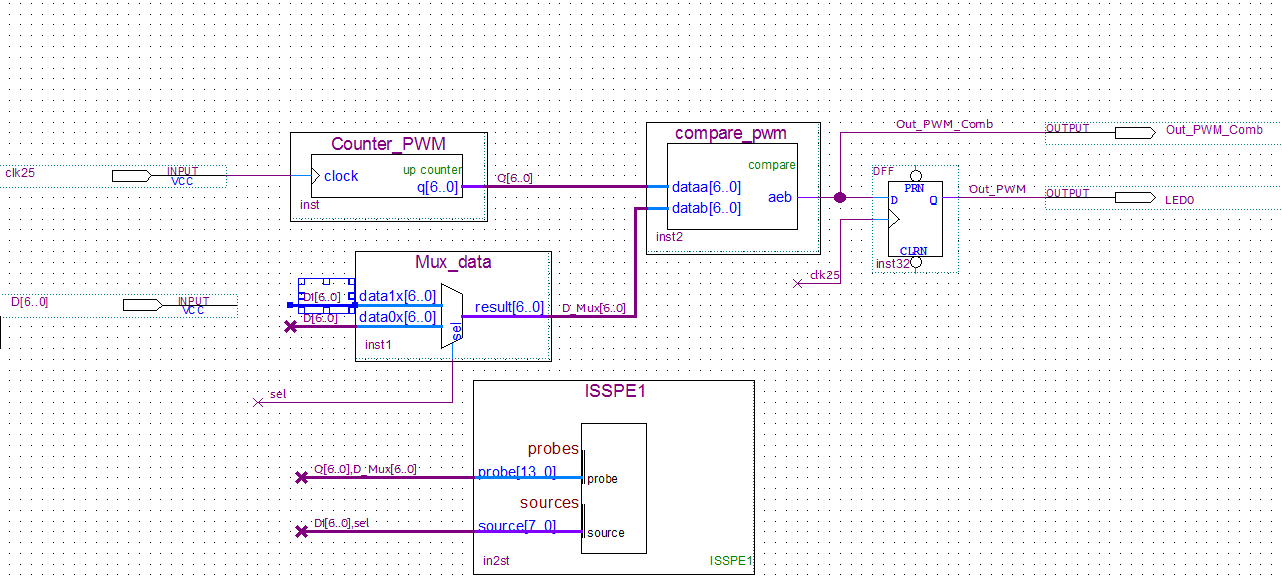 Out_PWM_Comb
OUTPUT
Out_PWM_Comb
compare_pwm
compare
dataa[6..0]
datab[6..0]
aeb
inst2
Counter_PWM
up counter
clock
q[6..0]
inst
clk25
INPUT
VCC
Q[6..0]
DFF
PRN
D
Q
CLRN
inst32
Out_PWM
OUTPUT
LED0
clk25
Mux_data
D[6..0]
INPUT
VCC
DI[6..0]
data1x[6..0]
D[6..0]
data0x[6..0]
result[6..0]
D_Mux[6..0]
sel
inst1
sel
ISSPE1
probes
Q[6..0],D_Mux[6..0]
probe[13..0]
probe
sources
DI[6..0],sel
source[7..0]
source
in2st
ISSPE1